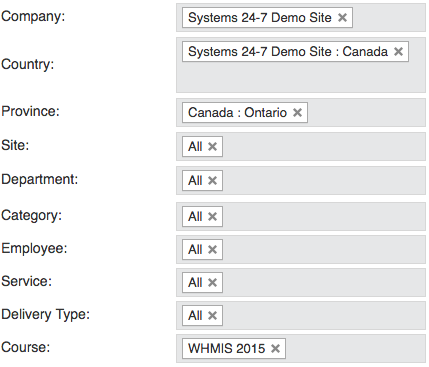 Company: Systems 24-7 Demo Site ✕
Country: Systems 24-7 Demo Site : Canada ✕
Province: Canada : Ontario ✕
Site: All ✕
Department: All ✕
Category: All ✕
Employee: All ✕
Service: All ✕
Delivery Type: All ✕
Course: WHMIS 2015 ✕